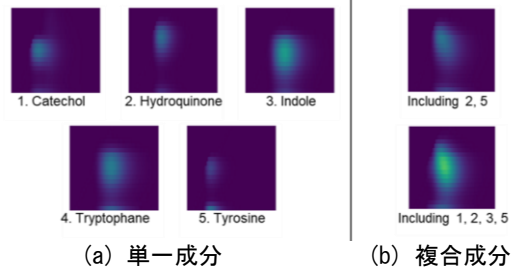 1. Catechol
2. Hydroquinone
3. Indole
4. Tryptophane
5. Tyrosine
(a) 単一成分
Including 2, 5
Including 1, 2, 3, 5
(b) 複合成分